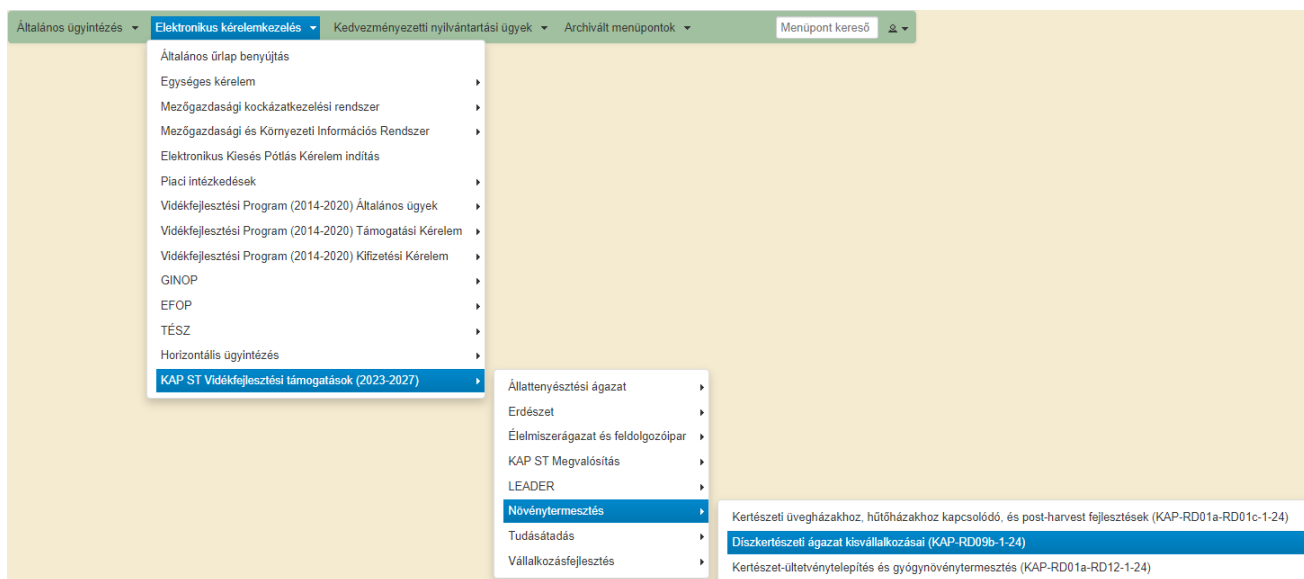 Általános ügyintézés
Elektronikus kérelemkezelés
Kedvezményezetti nyilvántartási ügyek
Archivált menüpontok
Menüpont kereső
Általános űrlap benyújtás
Egységes kérelem
Mezőgazdasági kockázatkezelési rendszer
Mezőgazdasági és Környezeti Információs Rendszer
Elektronikus Kiesés Pótlás Kérelem indítás
Piaci intézkedések
Vidékfejlesztési Program (2014-2020) Általános ügyek
Vidékfejlesztési Program (2014-2020) Támogatási Kérelem
Vidékfejlesztési Program (2014-2020) Kifizetési Kérelem
GINOP
EFOP
TÉSZ
Horizontális ügyintézés
KAP ST Vidékfejlesztési támogatások (2023-2027)
Állattenyésztési ágazat
Erdészet
Élelmiszerágazat és feldolgozóipar
KAP ST Megvalósítás
LEADER
Növénytermesztés
Tudásátadás
Vállalkozásfejlesztés
Kertészeti üvegházakhoz, hűtőházakhoz kapcsolódó, és post-harvest fejlesztések (KAP-RD01a-RD01c-1-24)
Díszkertészeti ágazat kisvállalkozásai (KAP-RD09b-1-24)
Kertészet-ültetvénytelepítés és gyógynövénytermesztés (KAP-RD01a-RD12-1-24)